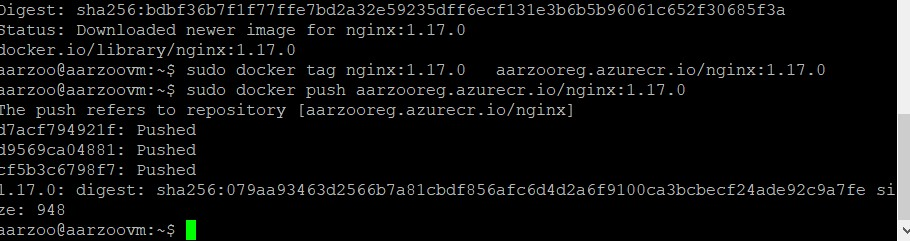 Digest: sha256:bdbf36b7f1f77ffe7bd2a32e59235dff6ecf131e3b6b5b96061c652f30685f3a
Status: Downloaded newer image for nginx:1.17.0
docker.io/library/nginx:1.17.0
aarzoo@aarzoovm:~$ sudo docker tag nginx:1.17.0   aarzooreg.azurecr.io/nginx:1.17.0
aarzoo@aarzoovm:~$ sudo docker push aarzooreg.azurecr.io/nginx:1.17.0
The push refers to repository [aarzooreg.azurecr.io/nginx]
d7acf794921f: Pushed
d9569ca04881: Pushed
cf5b3c6798f7: Pushed
1.17.0: digest: sha256:079aa93463d2566b7a81cbdf856afc6d4d2a6f9100ca3bcbecf24ade92c9a7fe si
ze: 948
aarzoo@aarzoovm:~$